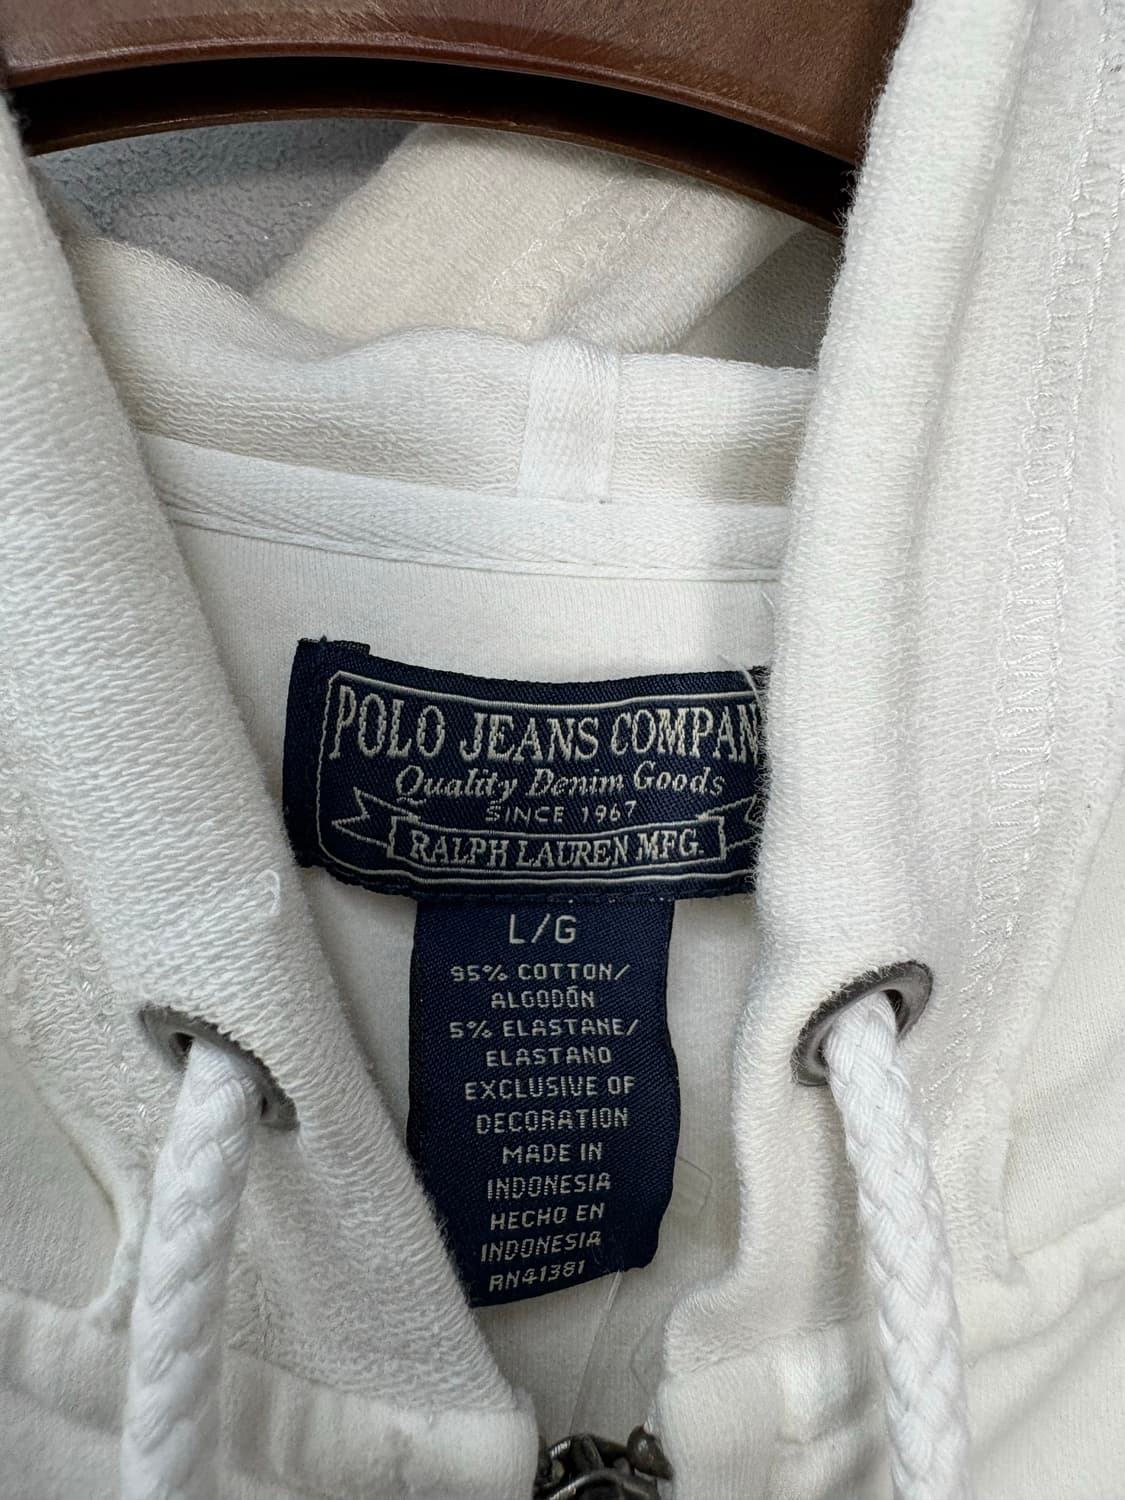 POLO JEANS COMPAN
Quality Denim Goods
SINCE 1967
RALPH LAUREN MFG.
L/G
95% COTTON/
ALGODÓN
5% ELASTANE/
ELASTANO
EXCLUSIVE OF
DECORATION
MADE IN
INDONESIA
HECHO EN
INDONESIA
RN41381